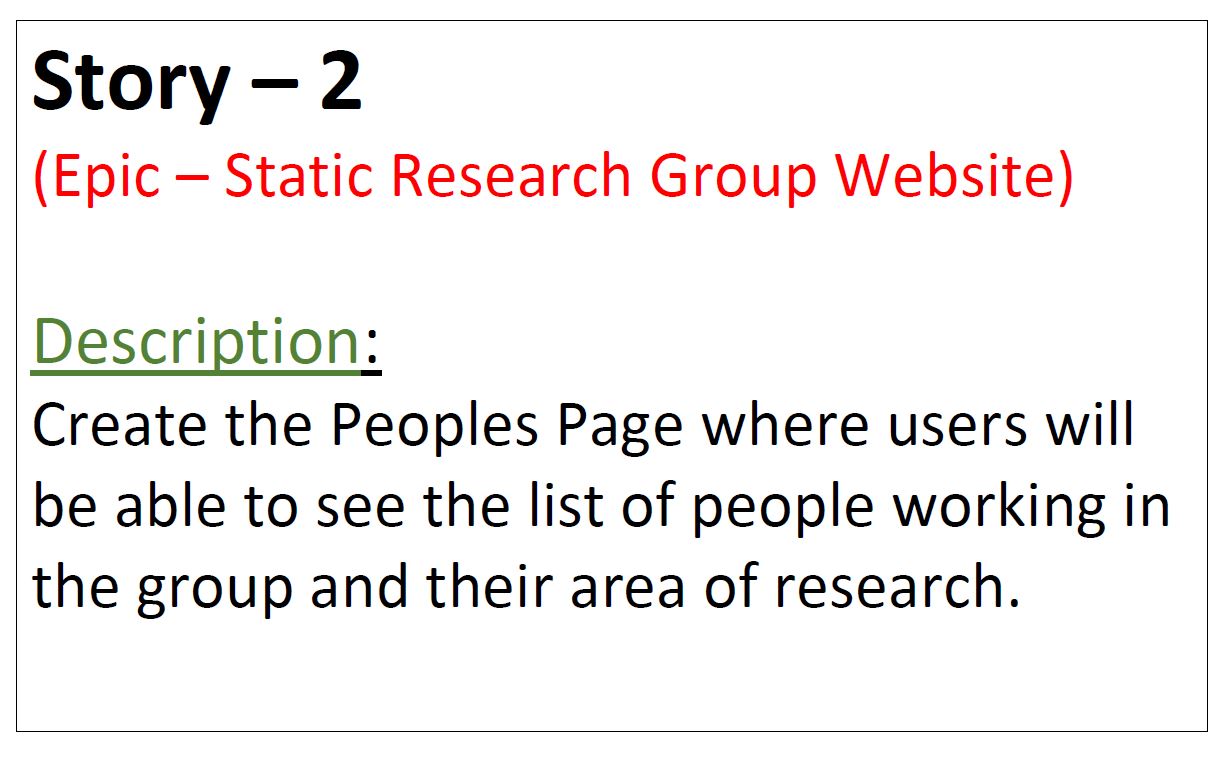 Story – 2
(Epic – Static Research Group Website)
Description:
Create the Peoples Page where users will
be able to see the list of people working in
the group and their area of research.